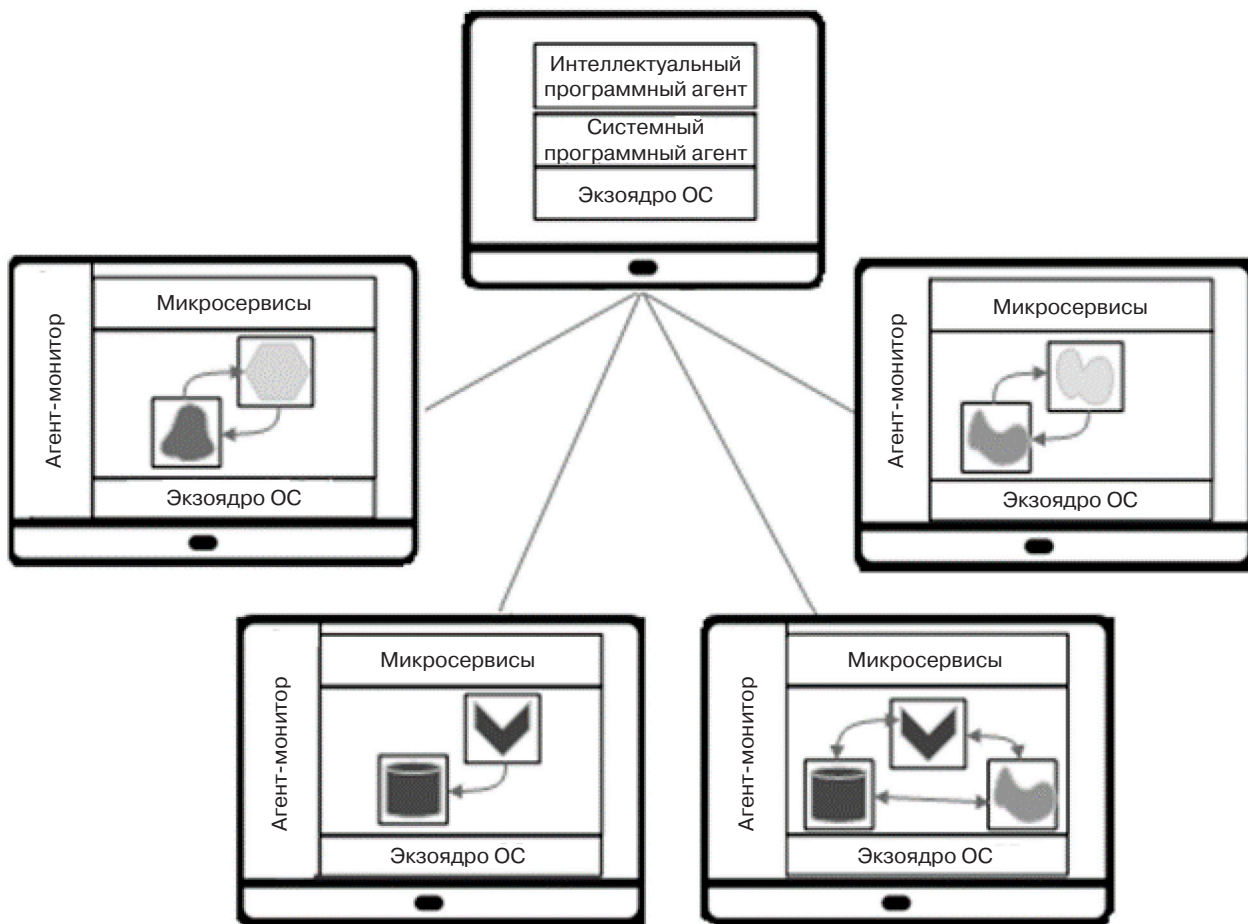 Интеллектуальный
программный агент
Системный
программный агент
Экзоядро ОС
Агент-монитор
Микросервисы
Экзоядро ОС
Агент-монитор
Микросервисы
Экзоядро ОС
Агент-монитор
Микросервисы
Экзоядро ОС
Агент-монитор
Микросервисы
Экзоядро ОС